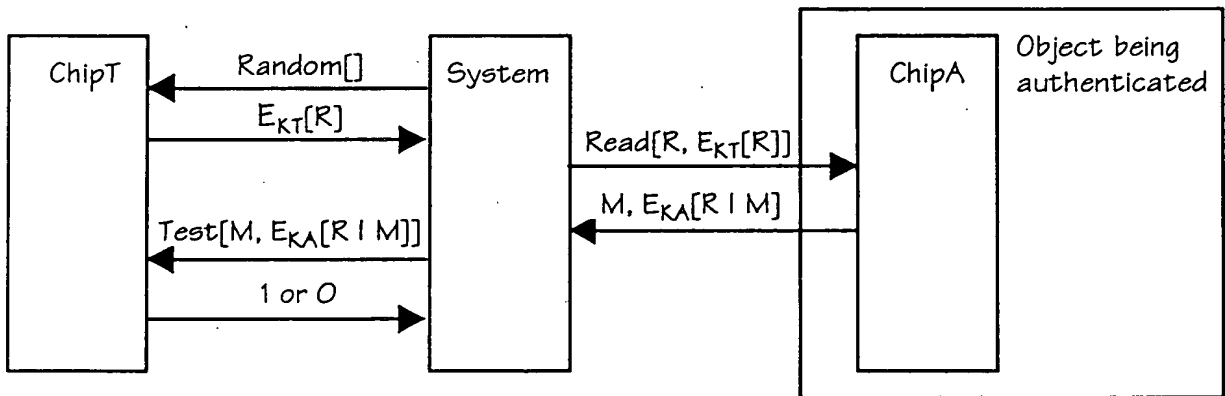 ChipT
Random[]
System
ChipA
Object being
authenticated
E_KT[R]
Read[R, E_KT[R]]
M, E_KA[R | M]
Test[M, E_KA[R | M]]
1 or 0